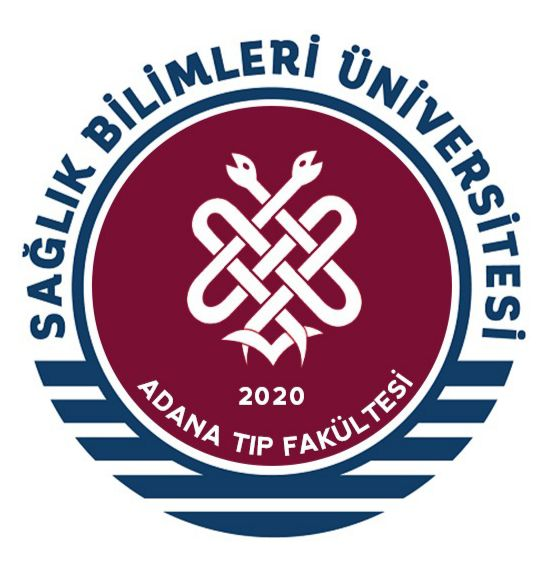 SAĞLIK BİLİMLERİ ÜNİVERSİTESİ
2020
ADANA TIP FAKÜLTESİ